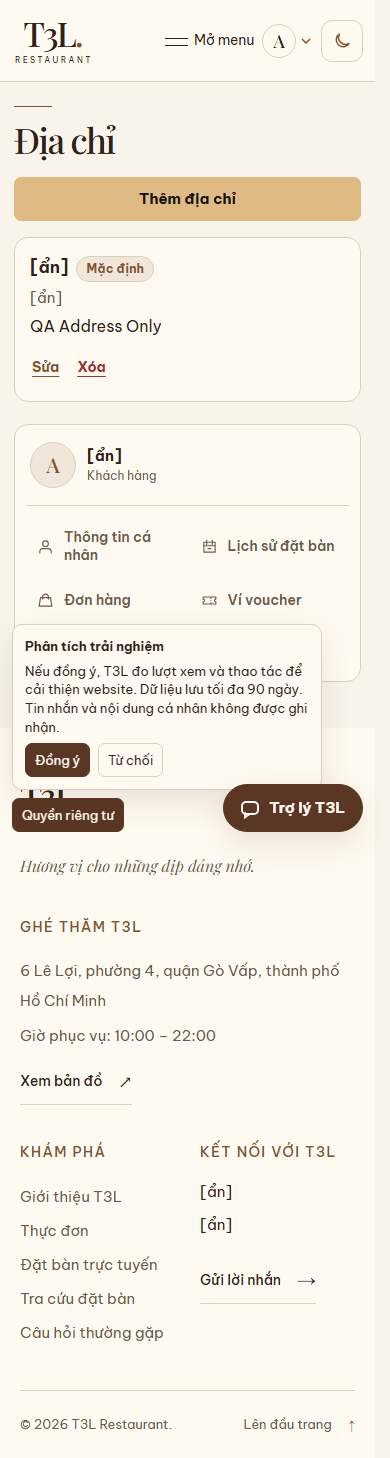 T3L.
RESTAURANT
Mở menu
A
Địa chỉ
Thêm địa chỉ
[ẩn] Mặc định
[ẩn]
QA Address Only
Sửa Xóa
A
[ẩn]
Khách hàng
Thông tin cá nhân
Lịch sử đặt bàn
Đơn hàng
Ví voucher
Phân tích trải nghiệm
Nếu đồng ý, T3L đo lượt xem và thao tác để
cải thiện website. Dữ liệu lưu tối đa 90 ngày.
Tin nhắn và nội dung cá nhân không được ghi
nhận.
Đồng ý Từ chối
Quyền riêng tư
Trợ lý T3L
Hương vị cho những dịp đáng nhớ.
GHÉ THĂM T3L
6 Lê Lợi, phường 4, quận Gò Vấp, thành phố
Hồ Chí Minh
Giờ phục vụ: 10:00 – 22:00
Xem bản đồ ↗
KHÁM PHÁ
Giới thiệu T3L
Thực đơn
Đặt bàn trực tuyến
Tra cứu đặt bàn
Câu hỏi thường gặp
KẾT NỐI VỚI T3L
[ẩn]
[ẩn]
Gửi lời nhắn →
© 2026 T3L Restaurant.
Lên đầu trang ↑